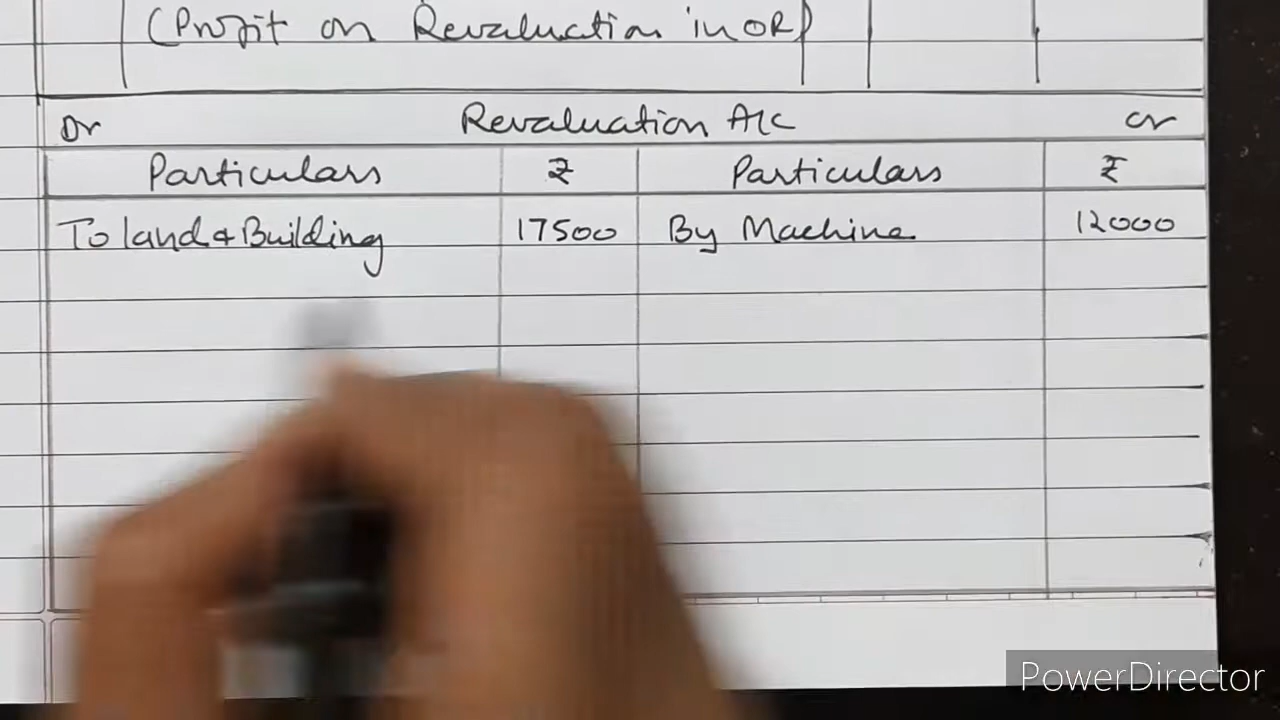 (Profit on Revaluation in OR)
Dr Revaluation A/c cr
Particulars ₹ Particulars ₹
To land & Building 17500 By Machine 12000
PowerDirector